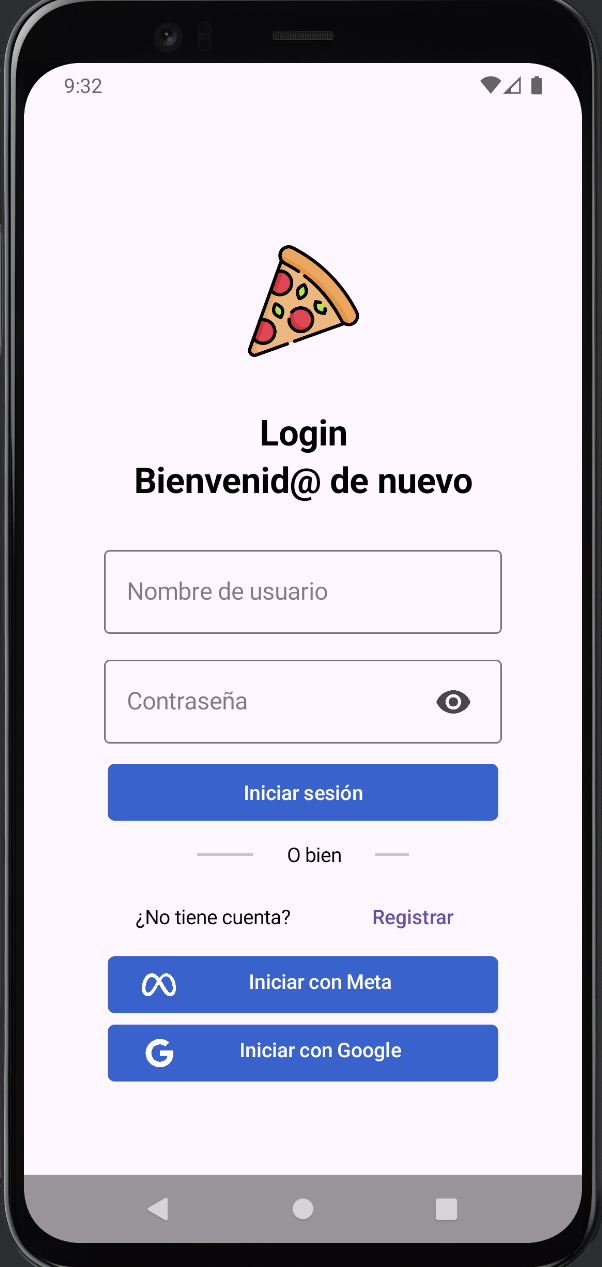 9:32
Login
Bienvenid@ de nuevo
Nombre de usuario
Contraseña
Iniciar sesión
O bien
¿No tiene cuenta? Registrar
Iniciar con Meta
Iniciar con Google